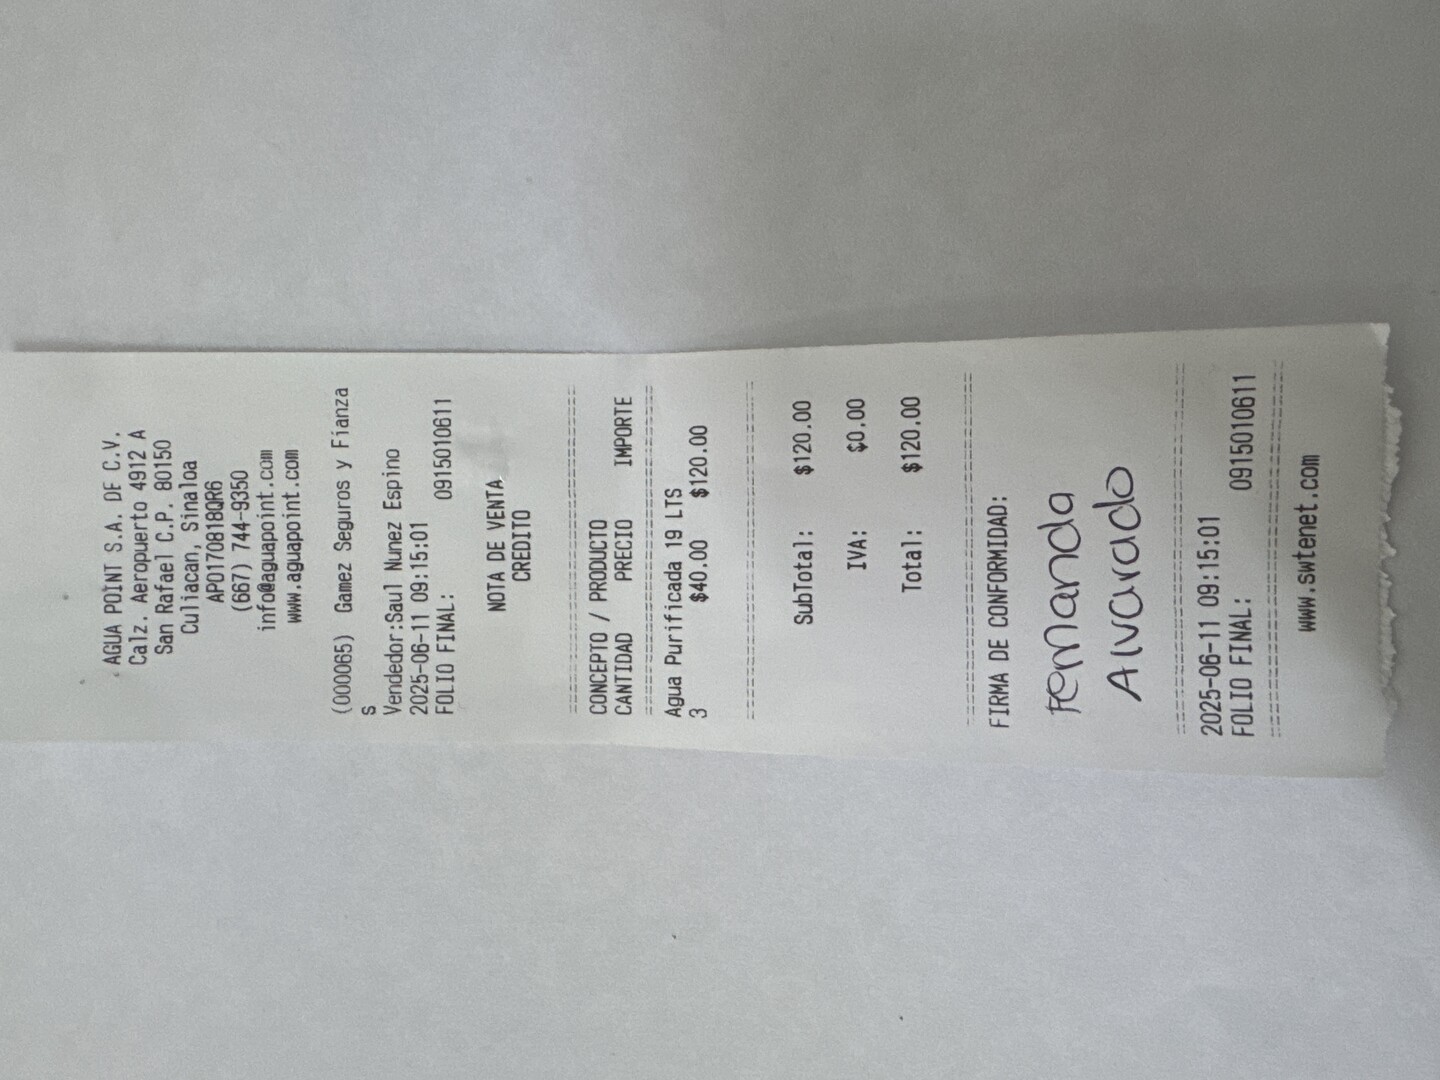 AGUA POINT S.A. DE C.V.
Calz. Aeropuerto 4912 A
San Rafael C.P. 80150
Culiacan, Sinaloa
APO170818QR6
(667) 744-9350
info@aguapoint.com
www.aguapoint.com
(000065) Gamez Seguros y Fianza
s
Vendedor:Saul Nunez Espino
2025-06-11 09:15:01
FOLIO FINAL: 0915010611
NOTA DE VENTA
CREDITO
CONCEPTO / PRODUCTO
CANTIDAD PRECIO IMPORTE
Agua Purificada 19 LTS
3 $40.00 $120.00
SubTotal: $120.00
IVA: $0.00
Total: $120.00
FIRMA DE CONFORMIDAD:
Fernanda
Alvarado
2025-06-11 09:15:01
FOLIO FINAL: 0915010611
www.swtenet.com